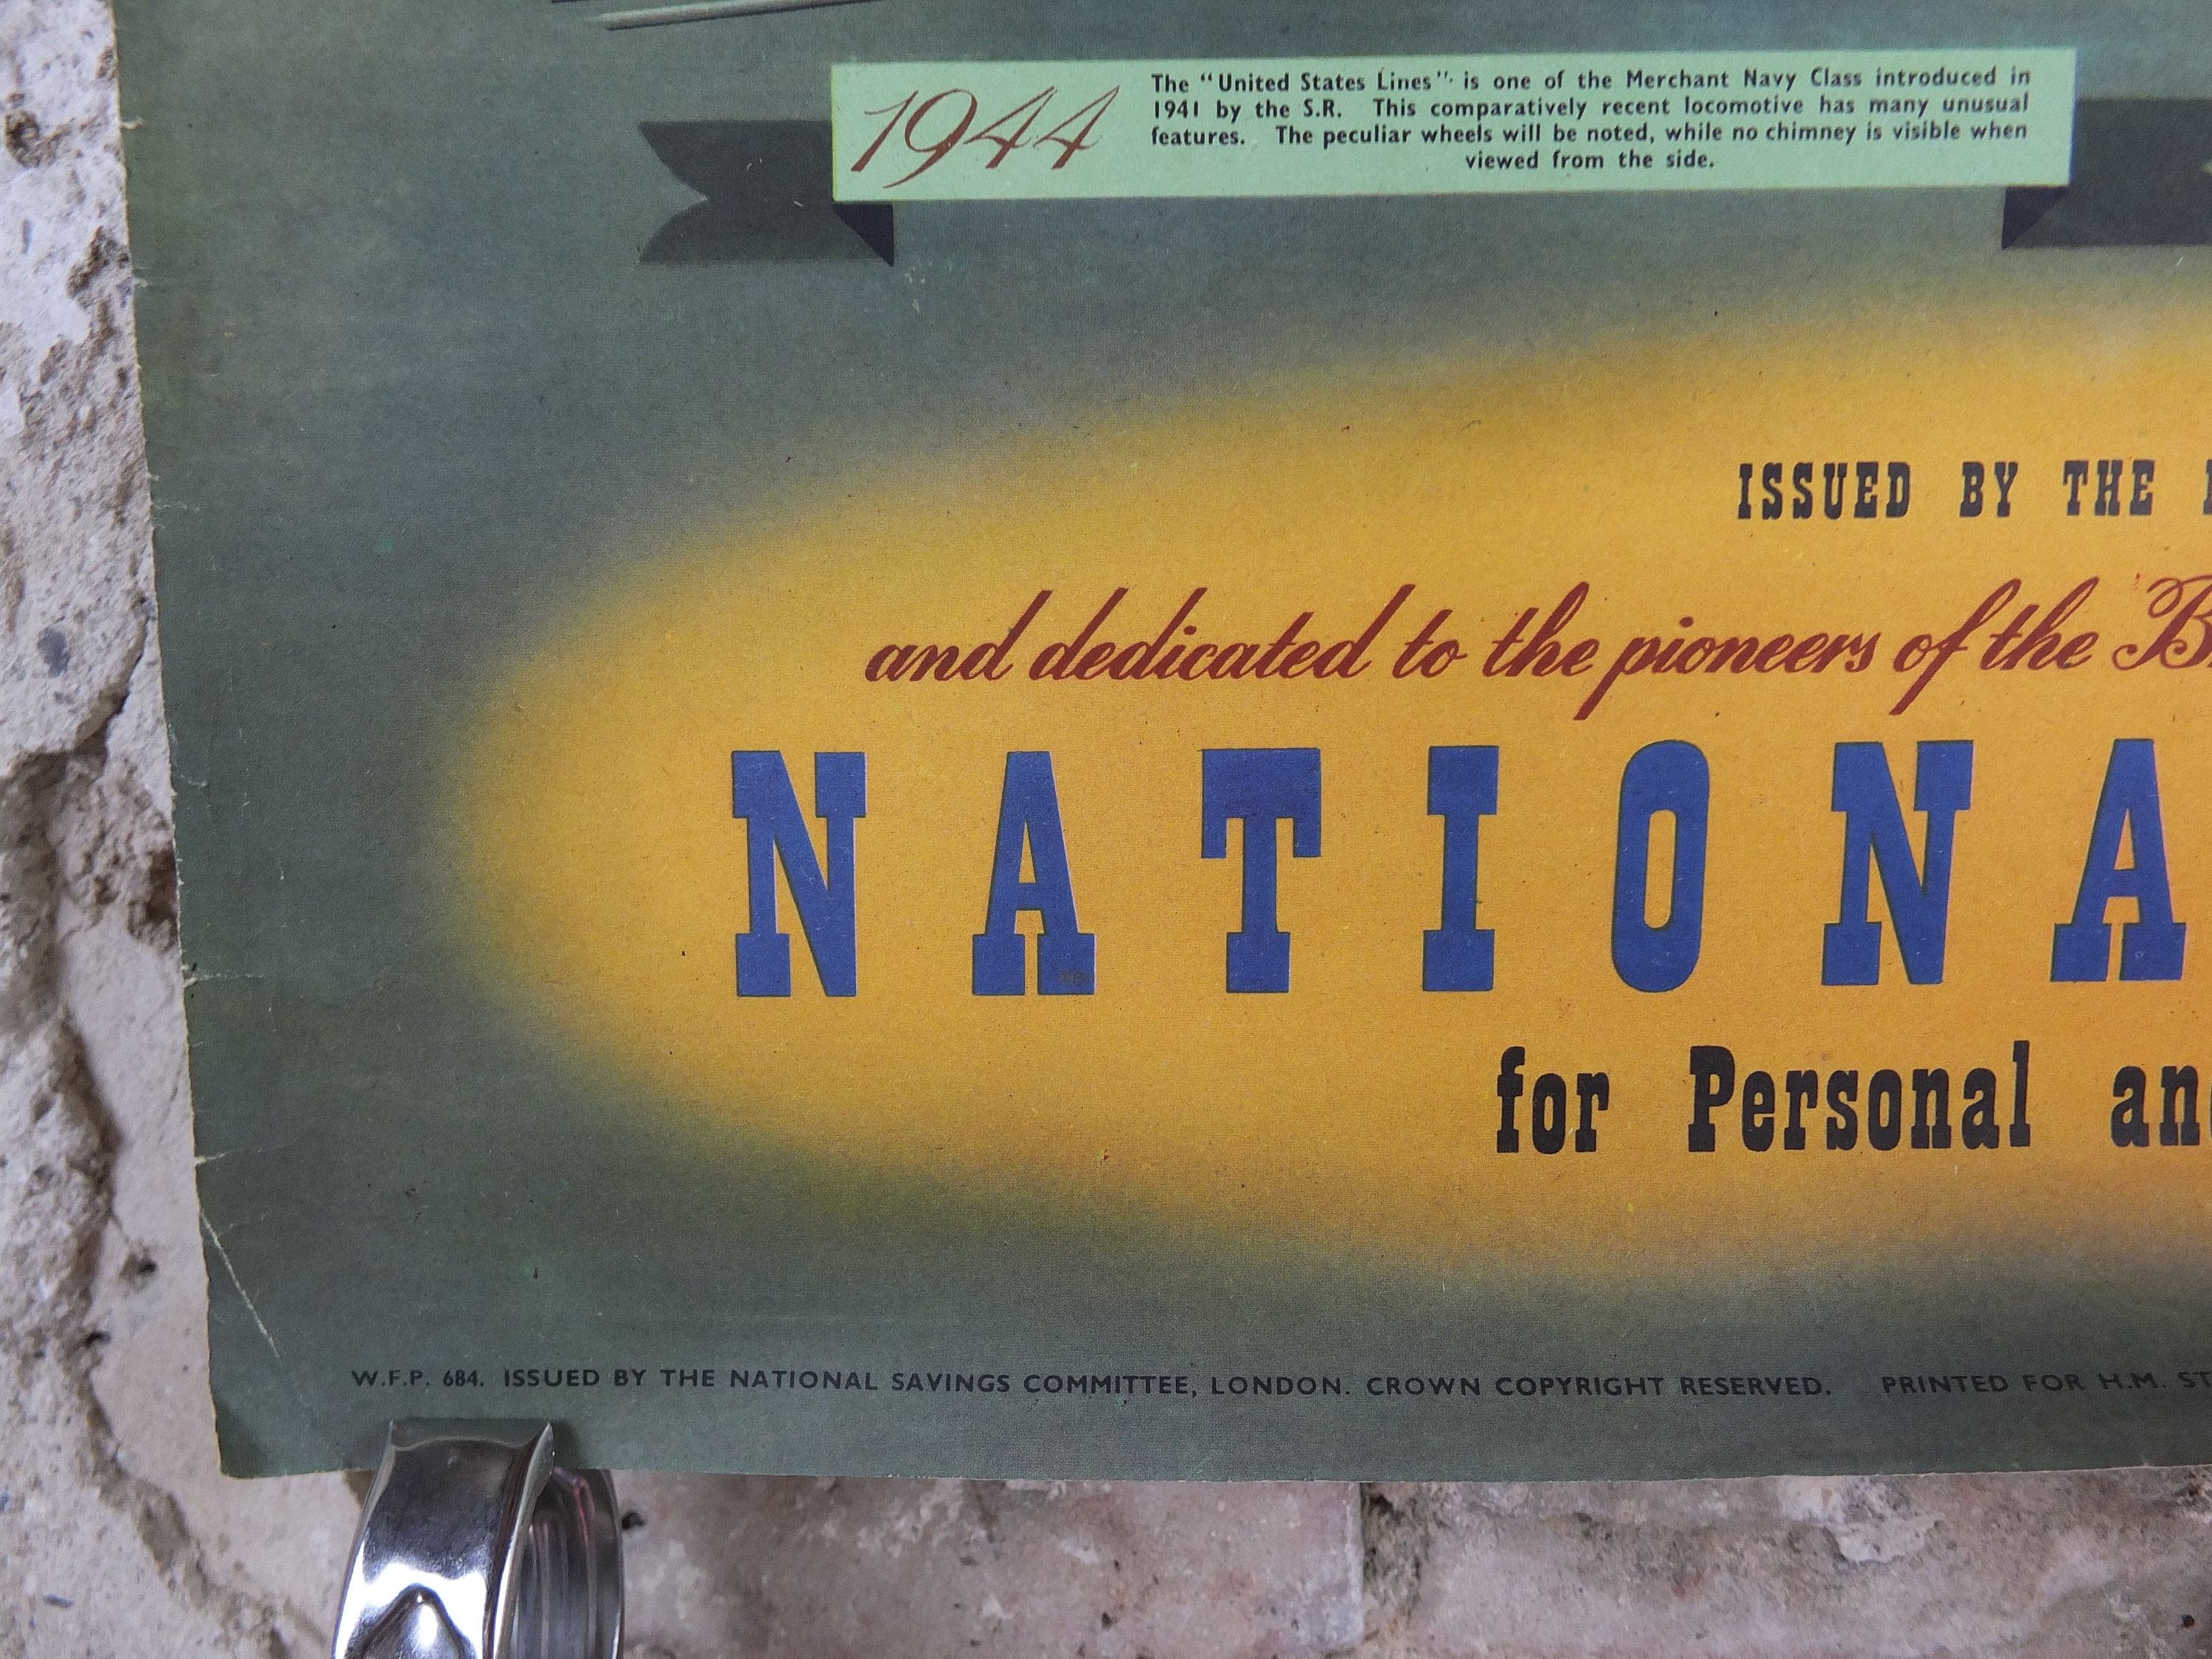 1944
The "United States Lines" is one of the Merchant Navy Class introduced in
1941 by the S.R. This comparatively recent locomotive has many unusual
features. The peculiar wheels will be noted, while no chimney is visible when
viewed from the side.
ISSUED BY THE
and dedicated to the pioneers of the B
NATIONA
for Personal an
W.F.P. 684. ISSUED BY THE NATIONAL SAVINGS COMMITTEE, LONDON. CROWN COPYRIGHT RESERVED. PRINTED FOR H.M. ST